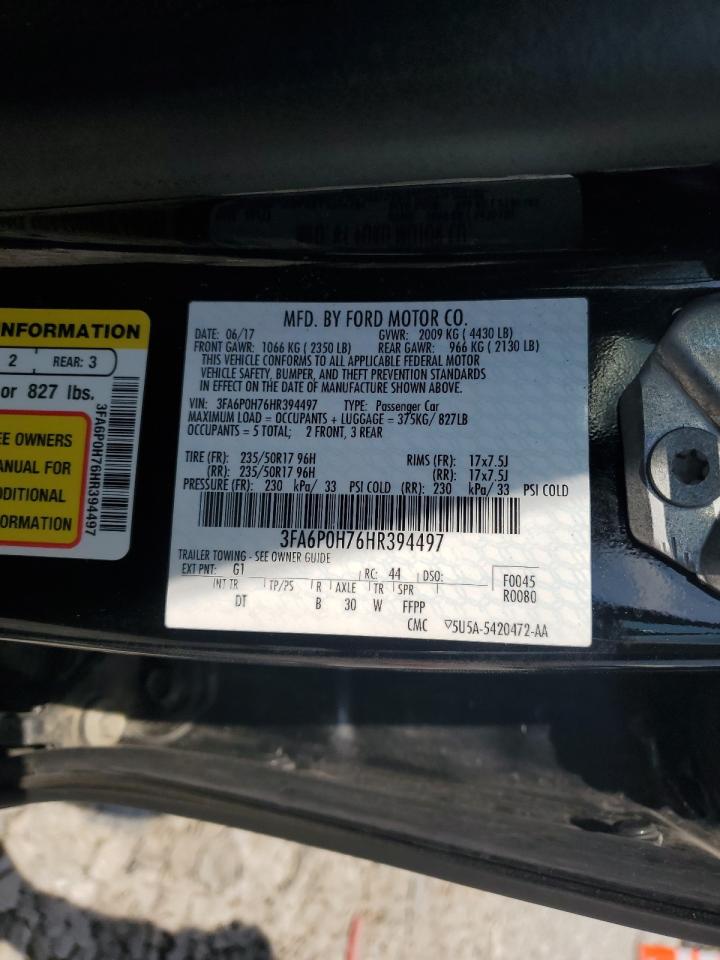 MFD. BY FORD MOTOR CO.
DATE: 06/17 GVWR: 2009 KG ( 4430 LB)
FRONT GAWR: 1066 KG ( 2350 LB) REAR GAWR: 966 KG ( 2130 LB)
THIS VEHICLE CONFORMS TO ALL APPLICABLE FEDERAL MOTOR
VEHICLE SAFETY, BUMPER, AND THEFT PREVENTION STANDARDS
IN EFFECT ON THE DATE OF MANUFACTURE SHOWN ABOVE.
VIN: 3FA6P0H76HR394497 TYPE: Passenger Car
MAXIMUM LOAD = OCCUPANTS + LUGGAGE = 375KG/ 827LB
OCCUPANTS = 5 TOTAL; 2 FRONT, 3 REAR
TIRE (FR): 235/50R17 96H RIMS (FR): 17x7.5J
(RR): 235/50R17 96H (RR): 17x7.5J
PRESSURE (FR): 230 kPa/ 33 PSI COLD (RR): 230 kPa/ 33 PSI COLD
3FA6P0H76HR394497
TRAILER TOWING - SEE OWNER GUIDE
EXT PNT: G1 RC: 44 DSO: F0045
R0080
INT TR TP/PS R AXLE TR SPR
DT B 30 W FFPP
CMC ▽5U5A-5420472-AA
NFORMATION
2 REAR: 3
or 827 lbs.
EE OWNERS
ANUAL FOR
DDITIONAL
FORMATION
3FA6P0H76HR394497